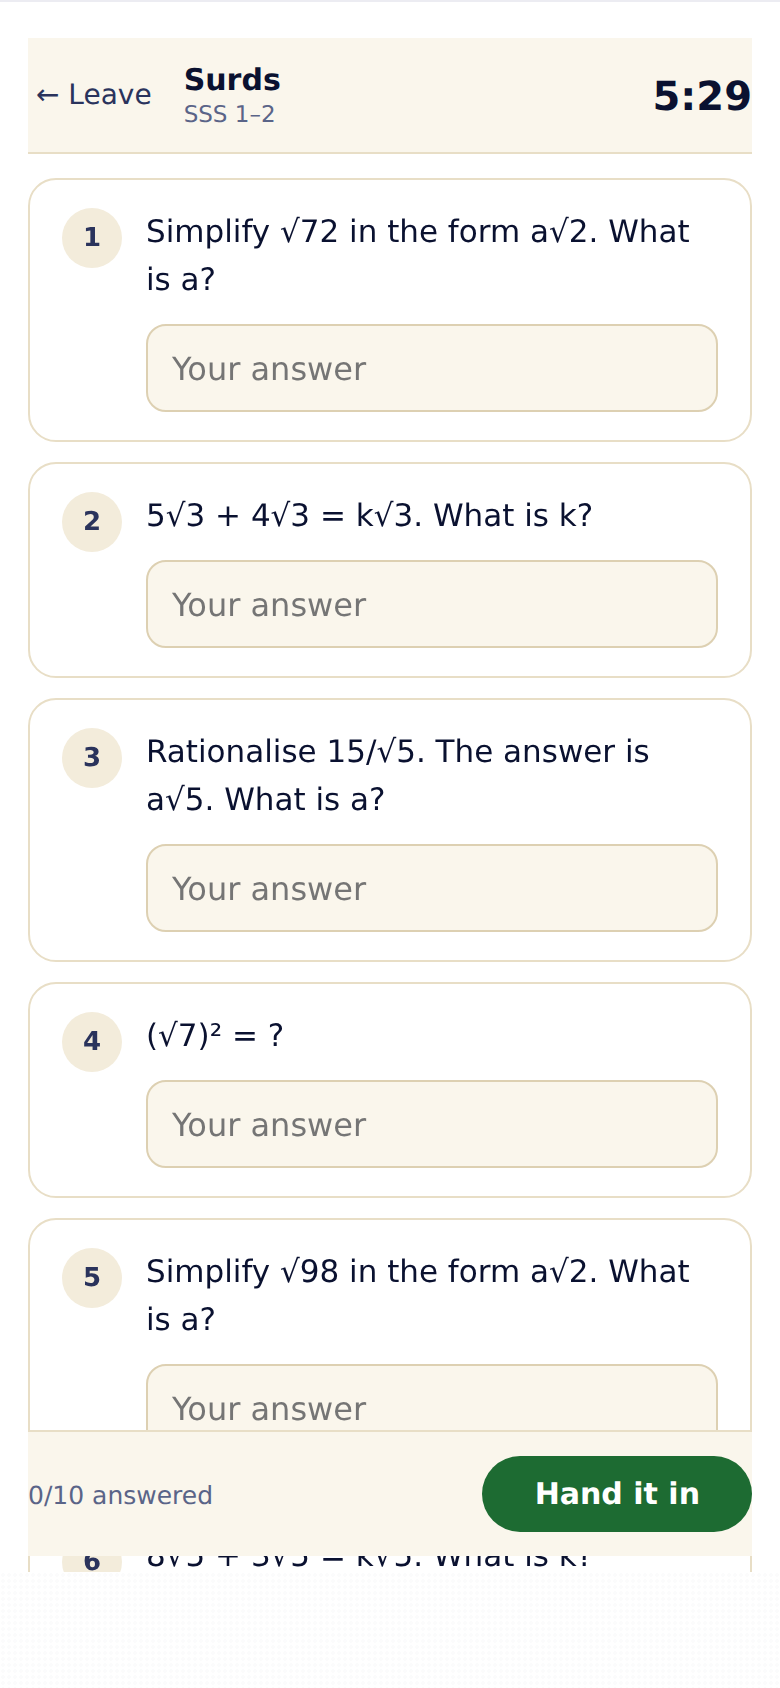 ← Leave
Surds
SSS 1–2
5:29
1
Simplify √72 in the form a√2. What
is a?
Your answer
2
5√3 + 4√3 = k√3. What is k?
Your answer
3
Rationalise 15/√5. The answer is
a√5. What is a?
Your answer
4
(√7)² = ?
Your answer
5
Simplify √98 in the form a√2. What
is a?
Your answer
0/10 answered
Hand it in
6
What is k?